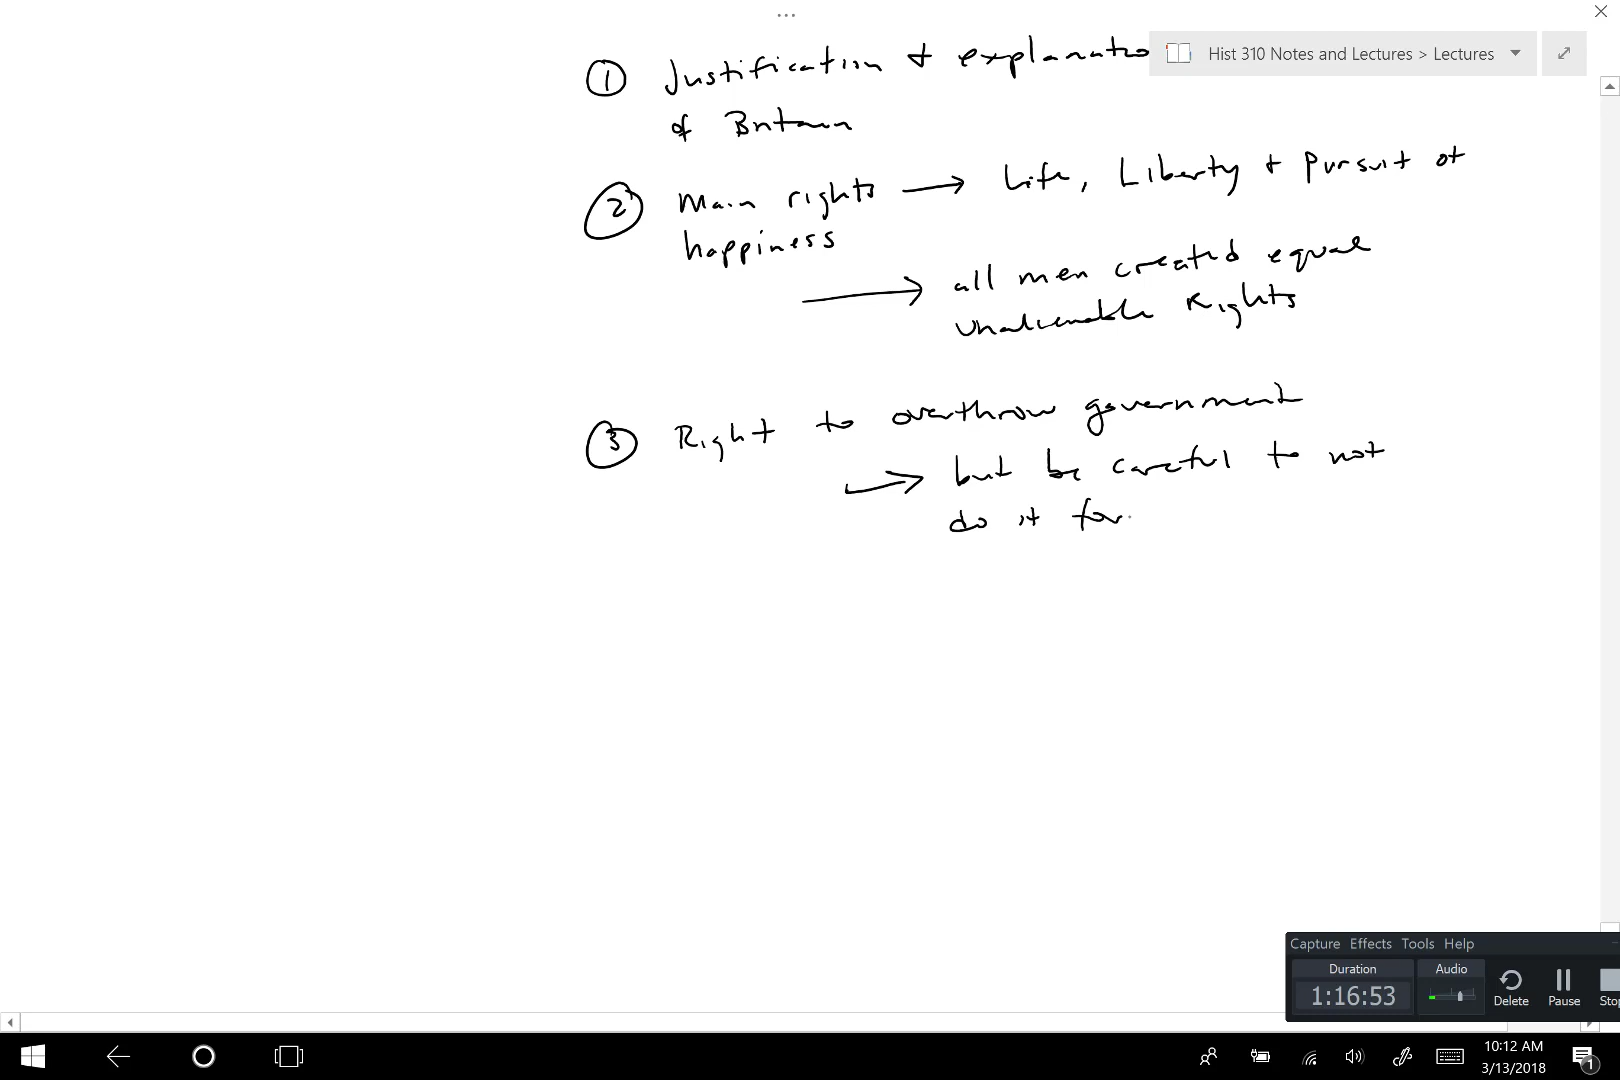 ...
Hist 310 Notes and Lectures > Lectures
① Justification + explanatio
of Britain
② Main rights → Life, Liberty + Pursuit of
happiness
→ all men created equal
Unalienable Rights
③ Right to overthrow government
→ but be careful to not
do it for
Capture Effects Tools Help
Duration Audio
1:16:53
Delete Pause Stop
10:12 AM
3/13/2018
1